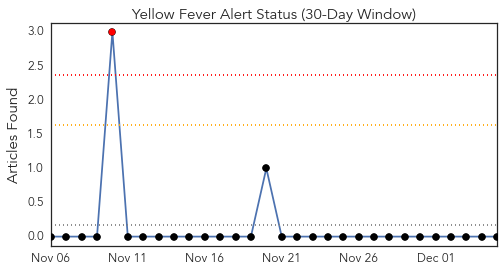 Yellow Fever Alert Status (30-Day Window)
Articles Found
3.0
2.5
2.0
1.5
1.0
0.5
0.0
Nov 06 Nov 11 Nov 16 Nov 21 Nov 26 Dec 01